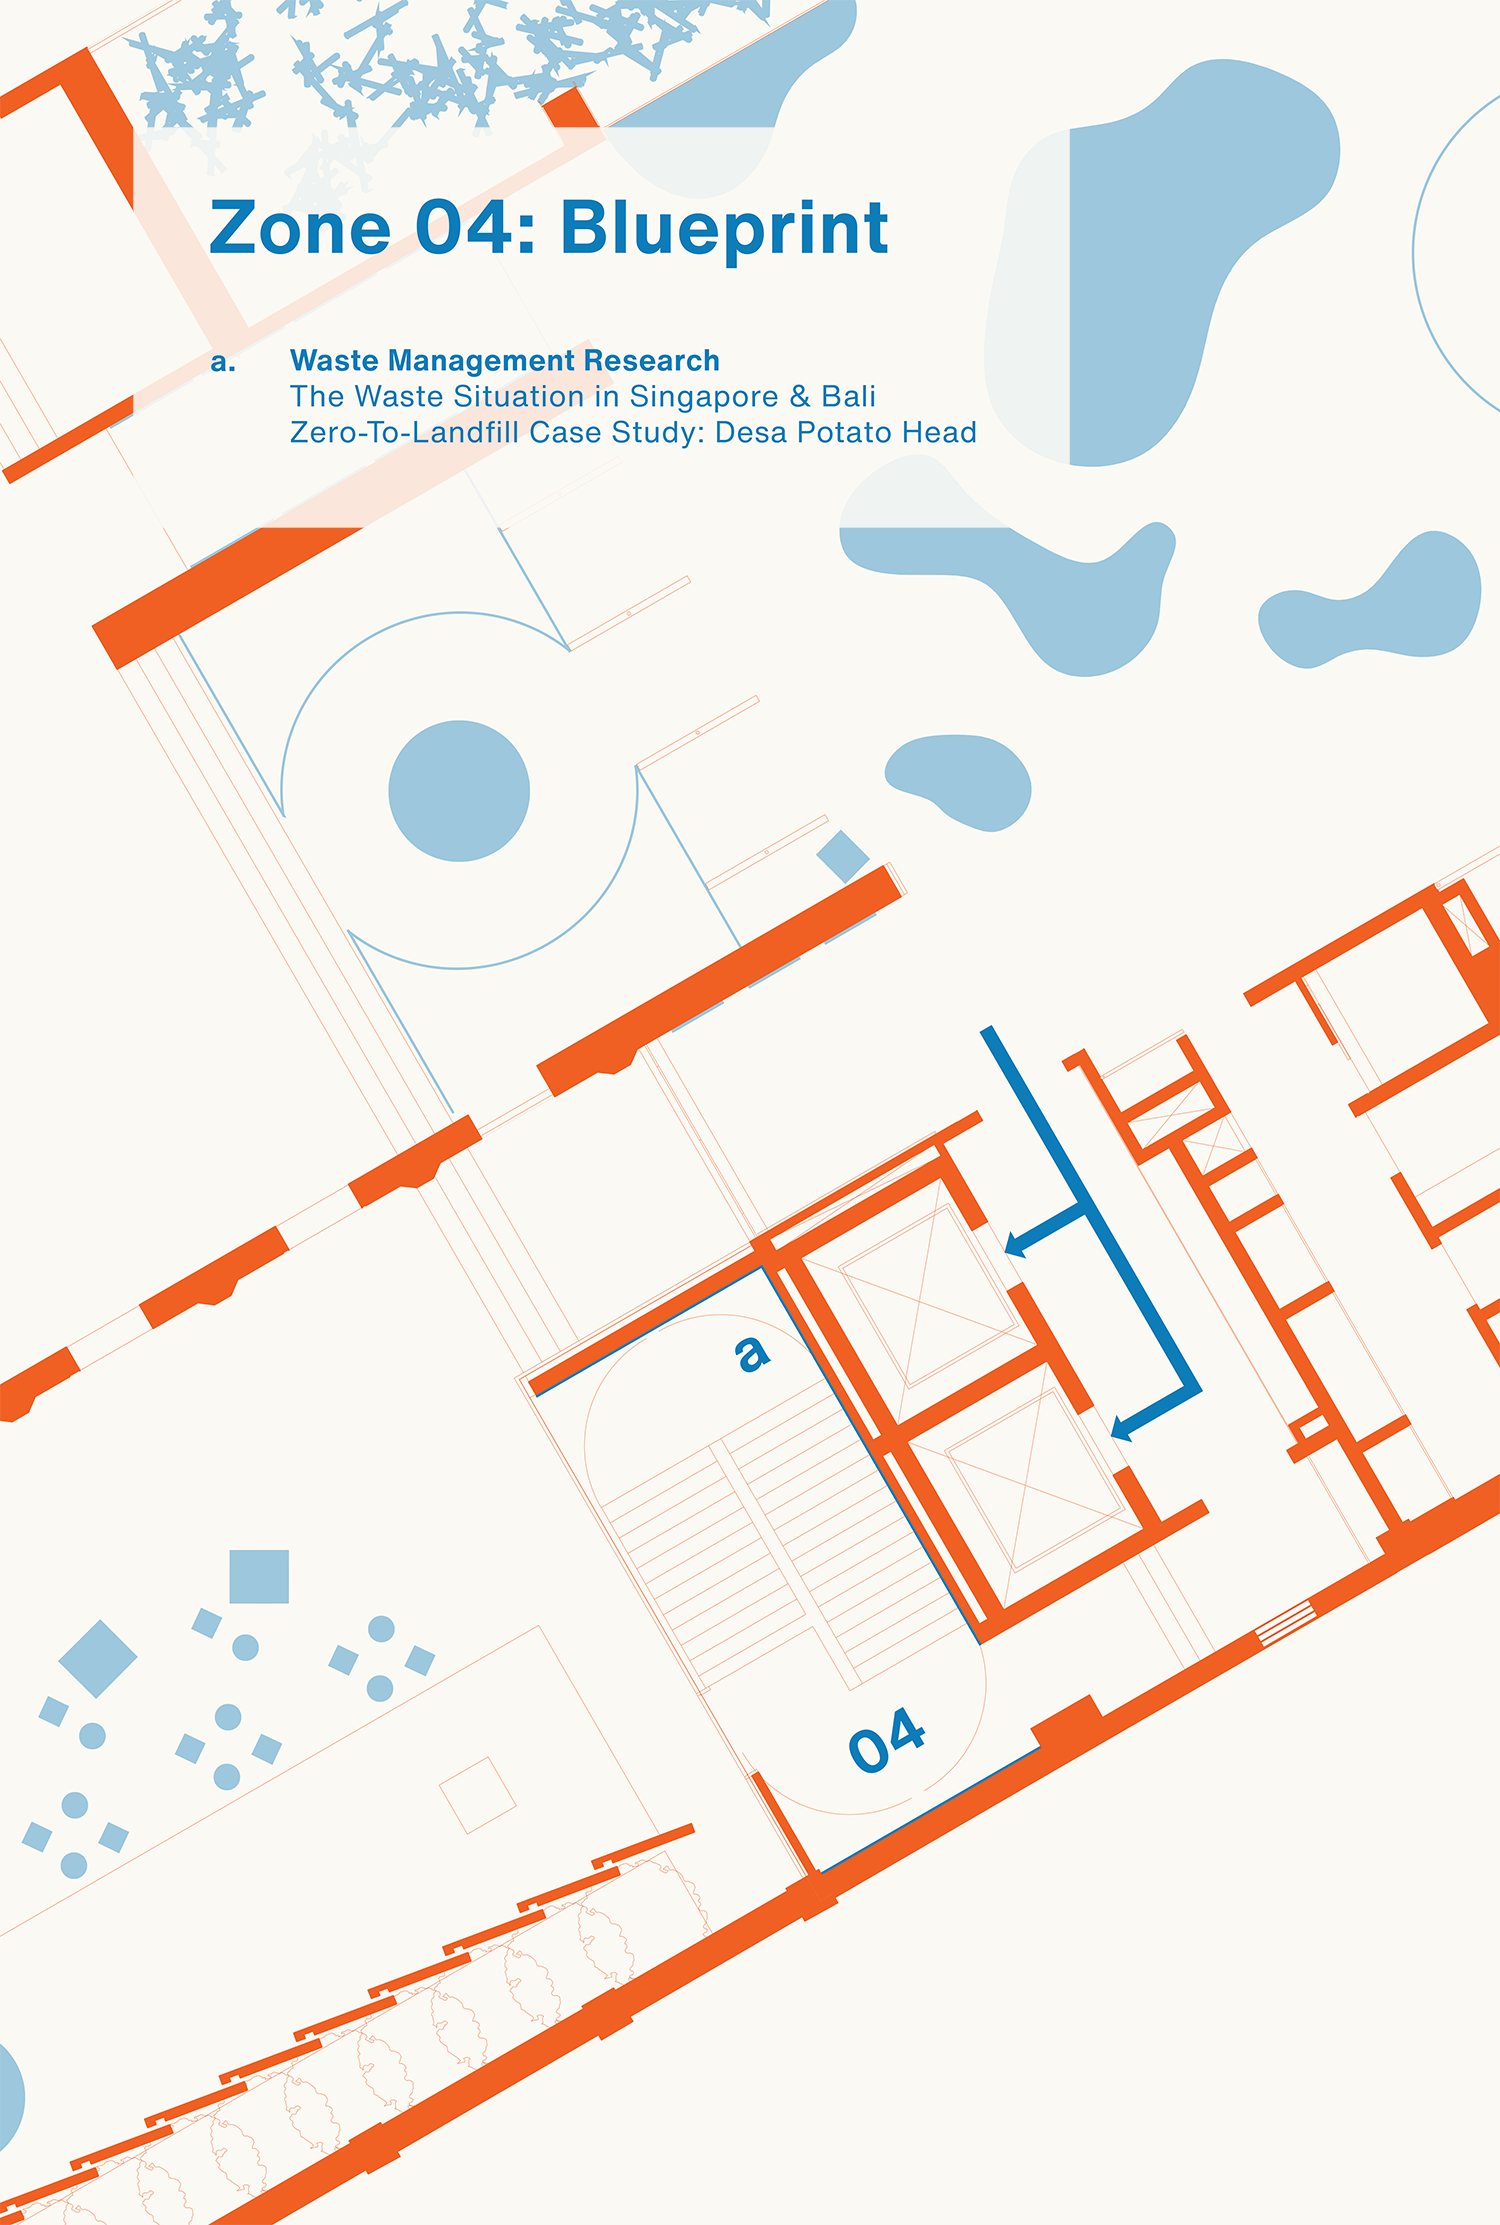 Zone 04: Blueprint
a. Waste Management Research
The Waste Situation in Singapore & Bali
Zero-To-Landfill Case Study: Desa Potato Head
a
04